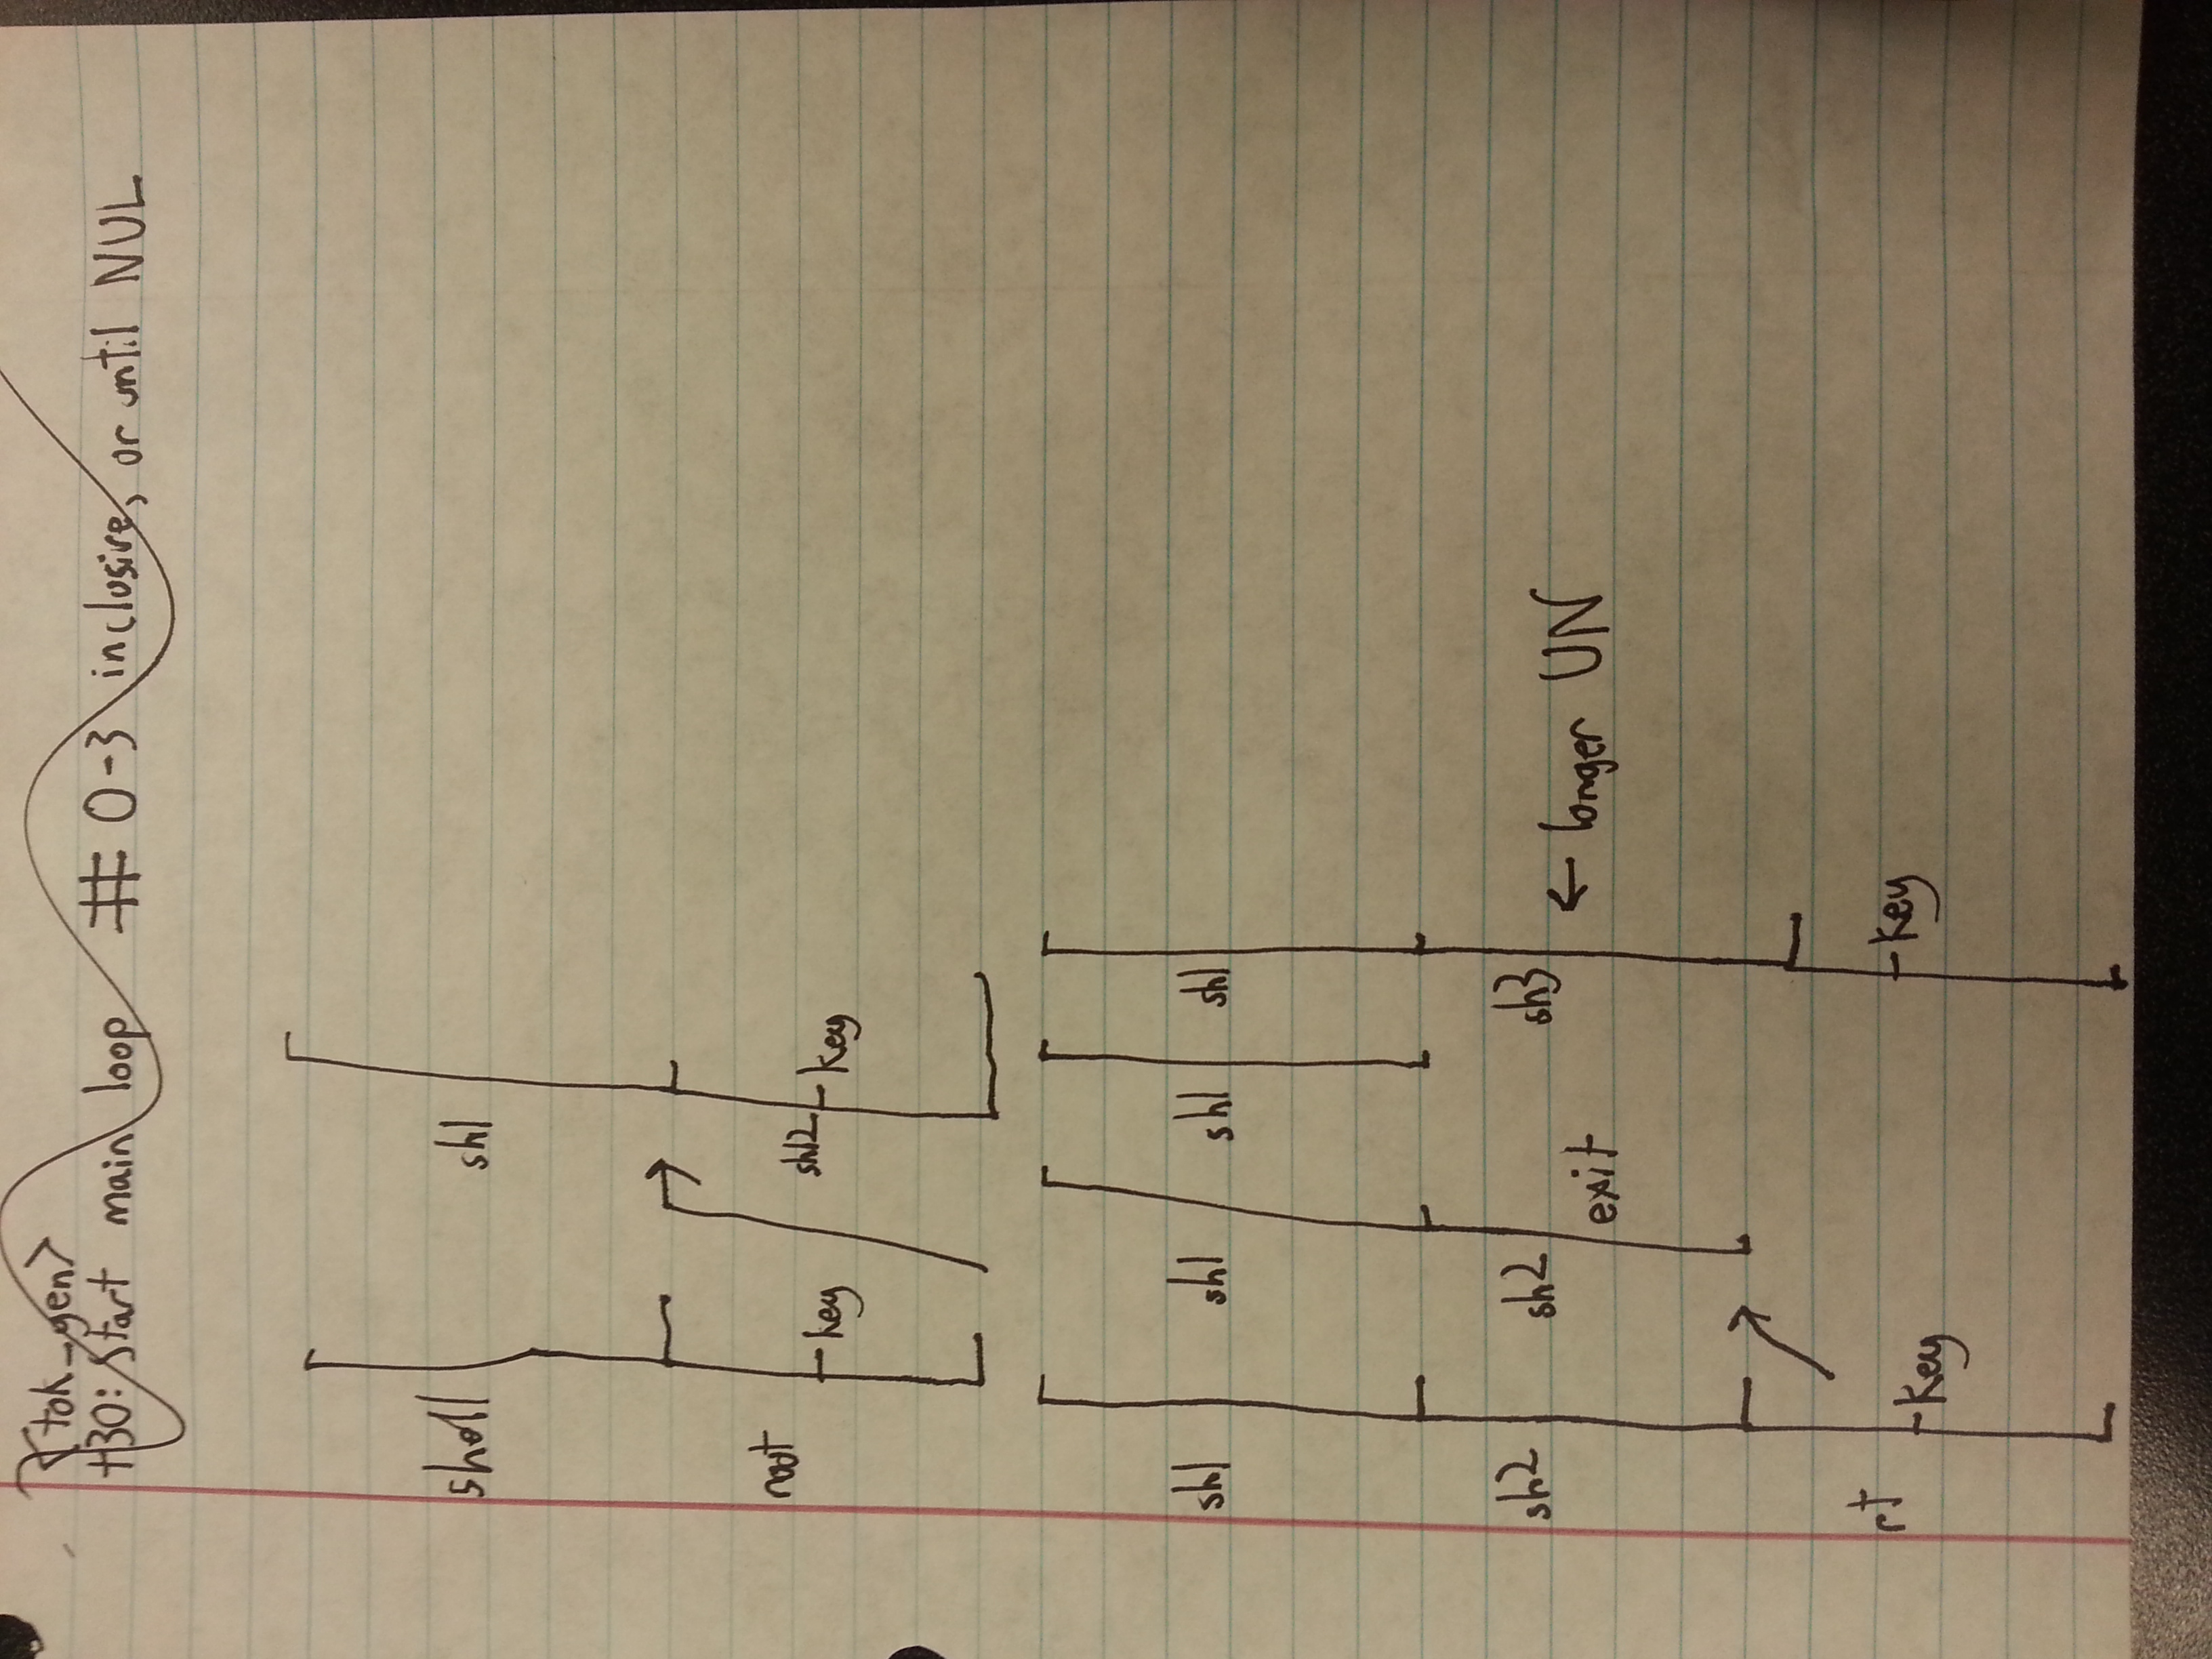 <tok_gen>
+30: Start main loop # 0-3 inclusive, or until NUL
shell sh1
root key sh12 key
sh1 sh1 sh1 sh1
sh2 sh2 exit sh3 ← longer UN
rt key key